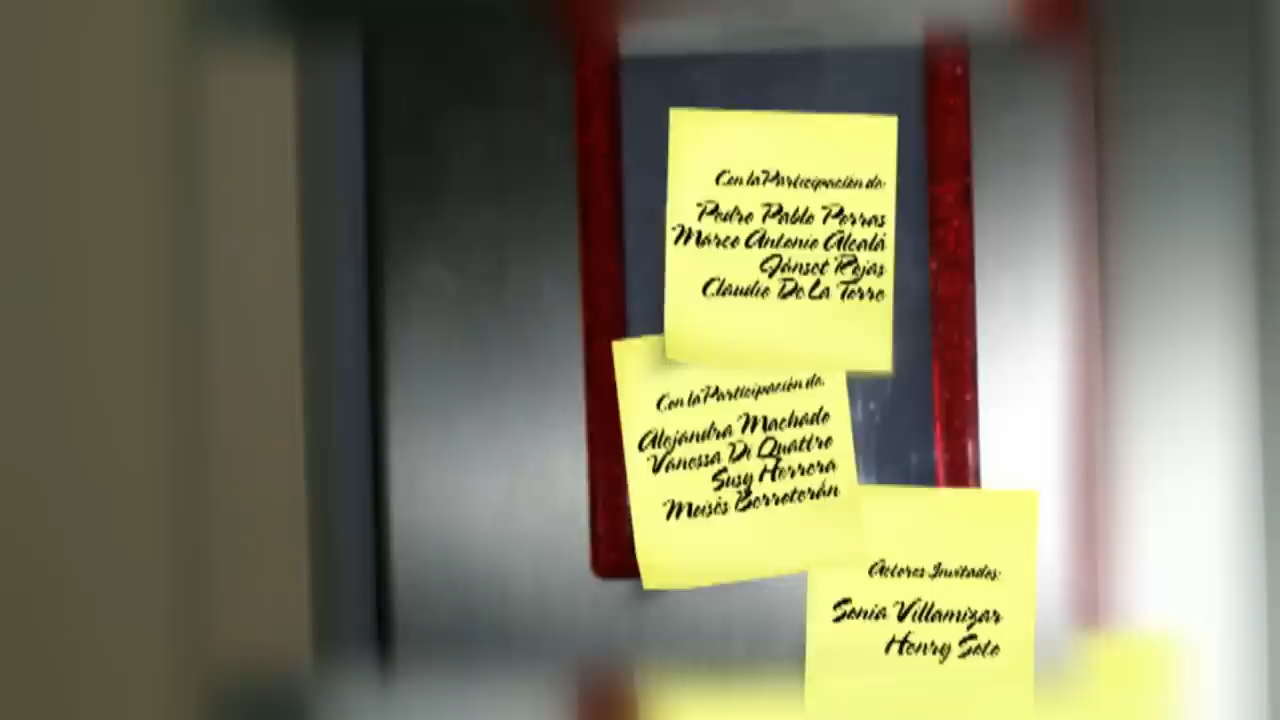 Con la Participación de:
Pedro Pablo Porras
Marco Antonio Alcalá
Jánset Rojas
Claudio De La Torre
Con la Participación de:
Alejandra Machado
Vanessa Di Quattro
Susy Herrera
Moisés Berroterán
Actores Invitados:
Sonia Villamizar
Henry Soto